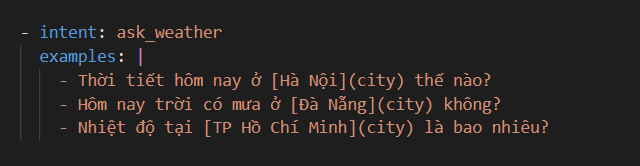 - intent: ask_weather
examples: |
- Thời tiết hôm nay ở [Hà Nội](city) thế nào?
- Hôm nay trời có mưa ở [Đà Nẵng](city) không?
- Nhiệt độ tại [TP Hồ Chí Minh](city) là bao nhiêu?